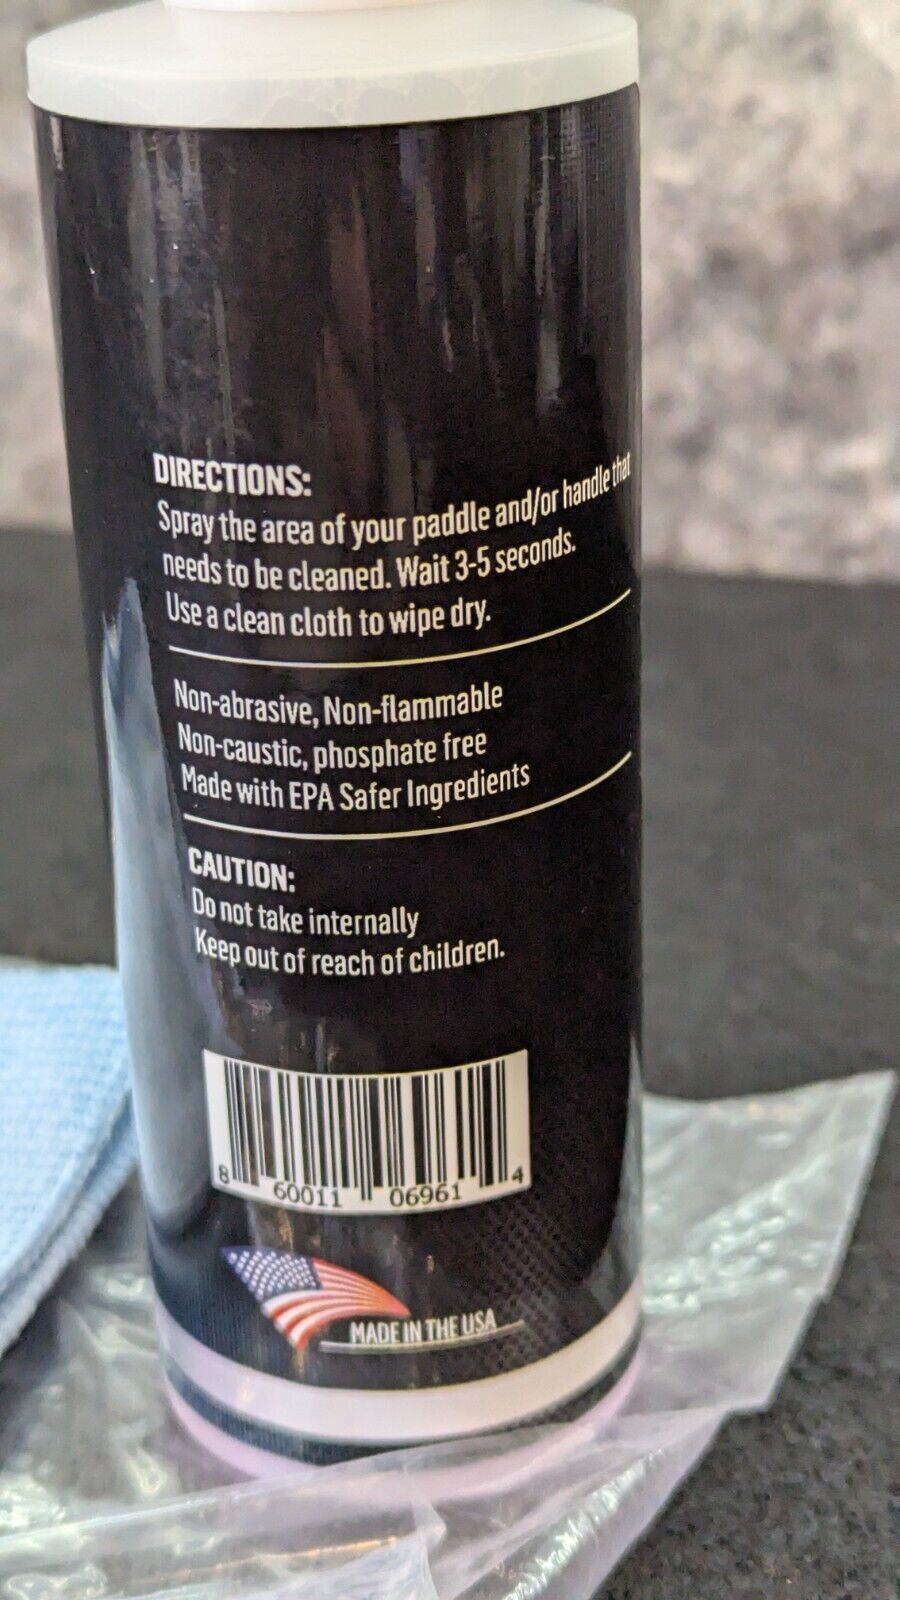 DIRECTIONS:
Spray the area of your paddle and/or handle that
needs to be cleaned. Wait 3-5 seconds.
Use a clean cloth to wipe dry.
Non-abrasive, Non-flammable
Non-caustic, phosphate free
Made with EPA Safer Ingredients
CAUTION:
Do not take internally
Keep out of reach of children.
8 60011 06961 4
MADE IN THE USA